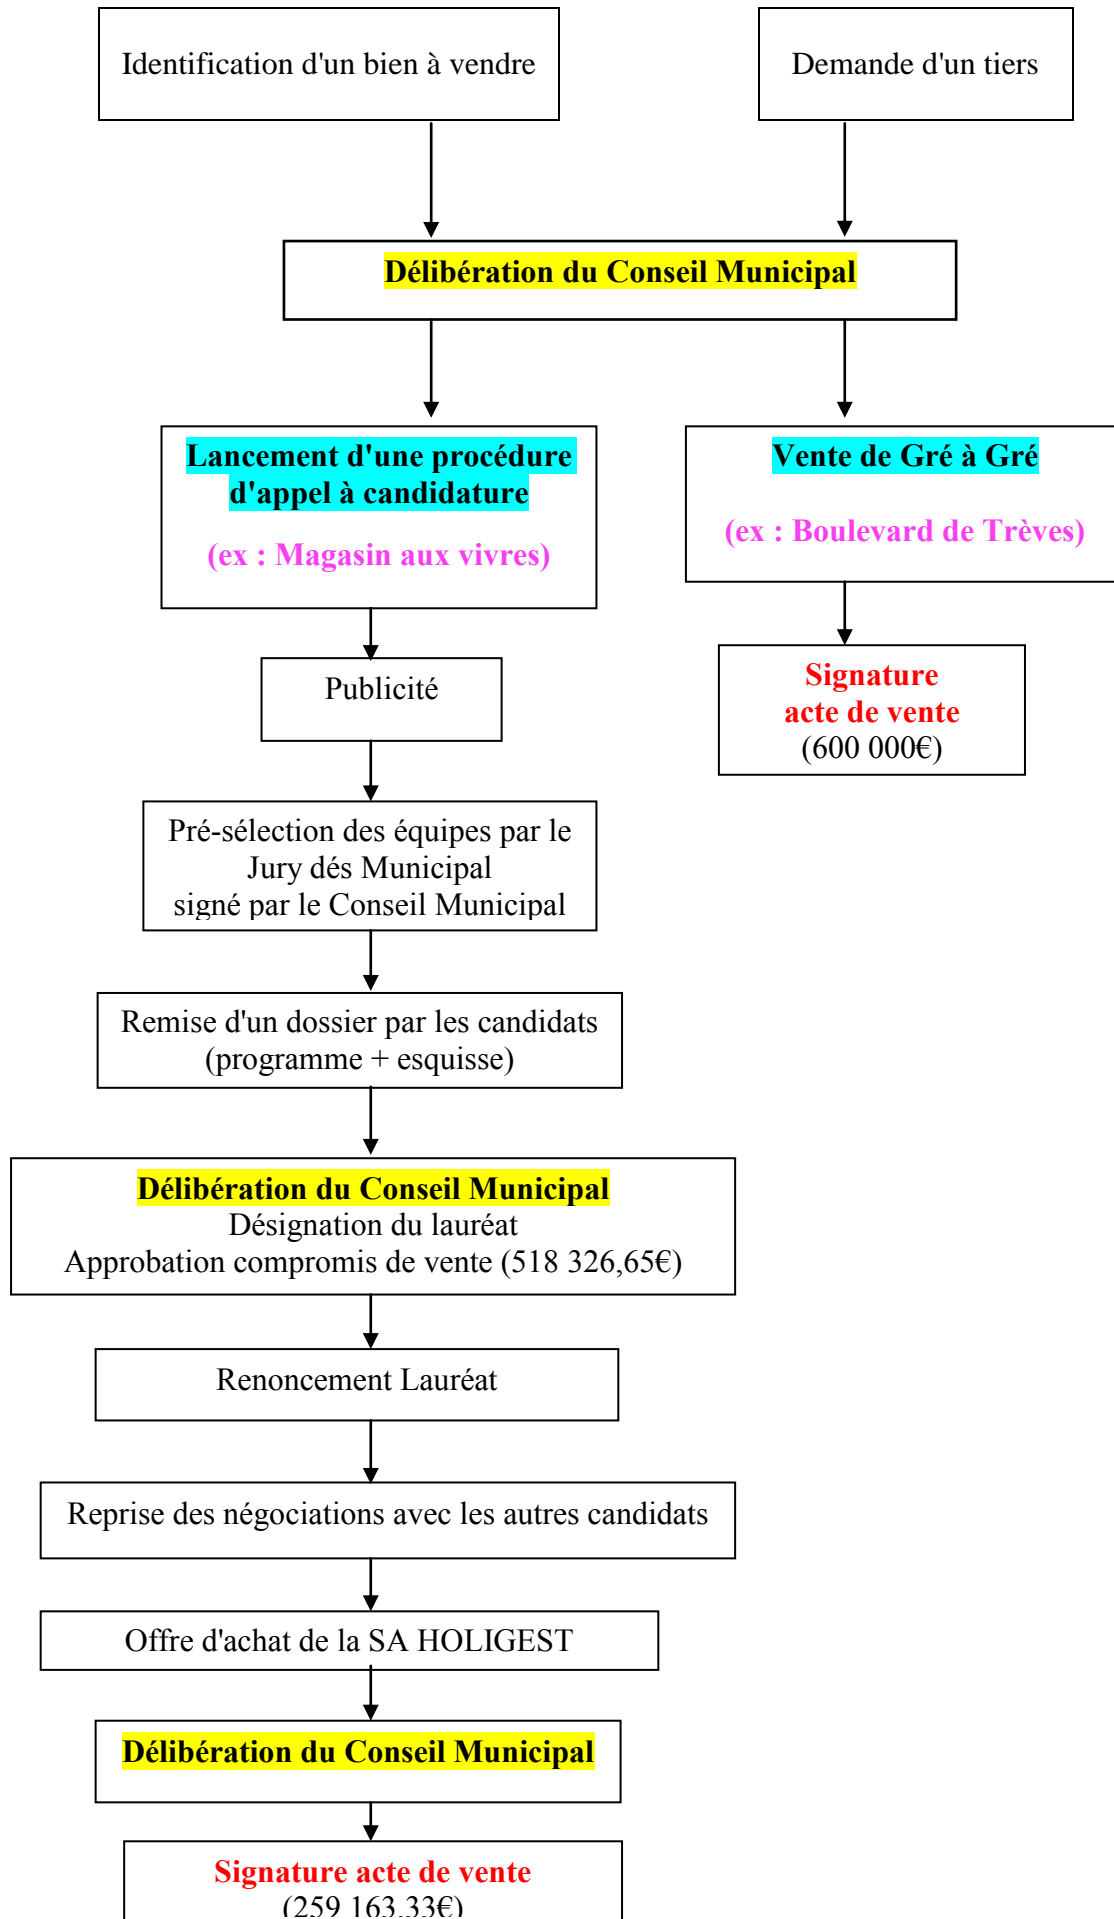 Identification d'un bien à vendre
Demande d'un tiers
Délibération du Conseil Municipal
Lancement d'une procédure
d'appel à candidature
(ex : Magasin aux vivres)
Vente de Gré à Gré
(ex : Boulevard de Trèves)
Signature
acte de vente
(600 000€)
Publicité
Pré-sélection des équipes par le
Jury dés Municipal
signé par le Conseil Municipal
Remise d'un dossier par les candidats
(programme + esquisse)
Délibération du Conseil Municipal
Désignation du lauréat
Approbation compromis de vente (518 326,65€)
Renoncement Lauréat
Reprise des négociations avec les autres candidats
Offre d'achat de la SA HOLIGEST
Délibération du Conseil Municipal
Signature acte de vente
(259 163,33€)